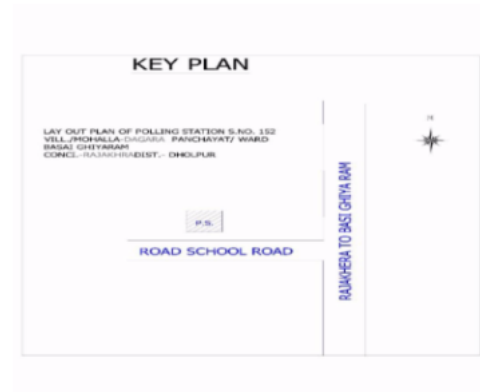 KEY PLAN
LAY OUT PLAN OF POLLING STATION S.NO. 152
VILL./MOHALLA-DAGARA PANCHAYAT/ WARD
BASAI GHIYARAM
CONCI.-RAJAKHRADIST.- DHOLPUR
N
P.S.
ROAD SCHOOL ROAD
RAJAKHERA TO BASI GHIYA RAM